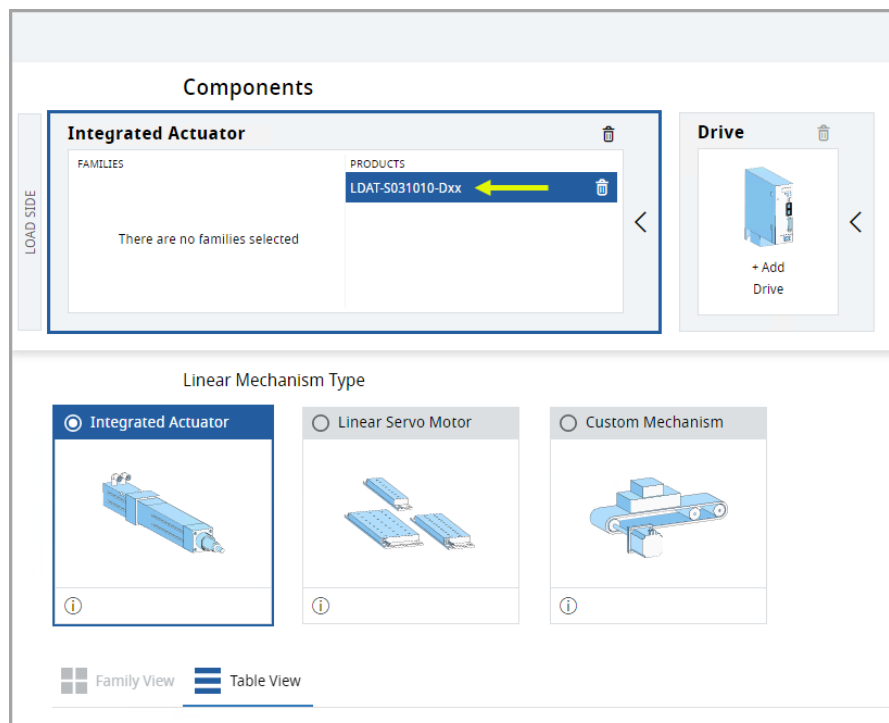 Components
LOAD SIDE
Integrated Actuator
FAMILIES
There are no families selected
PRODUCTS
LDAT-S031010-Dxx
Drive
+ Add
Drive
Linear Mechanism Type
Integrated Actuator
Linear Servo Motor
Custom Mechanism
Family View
Table View